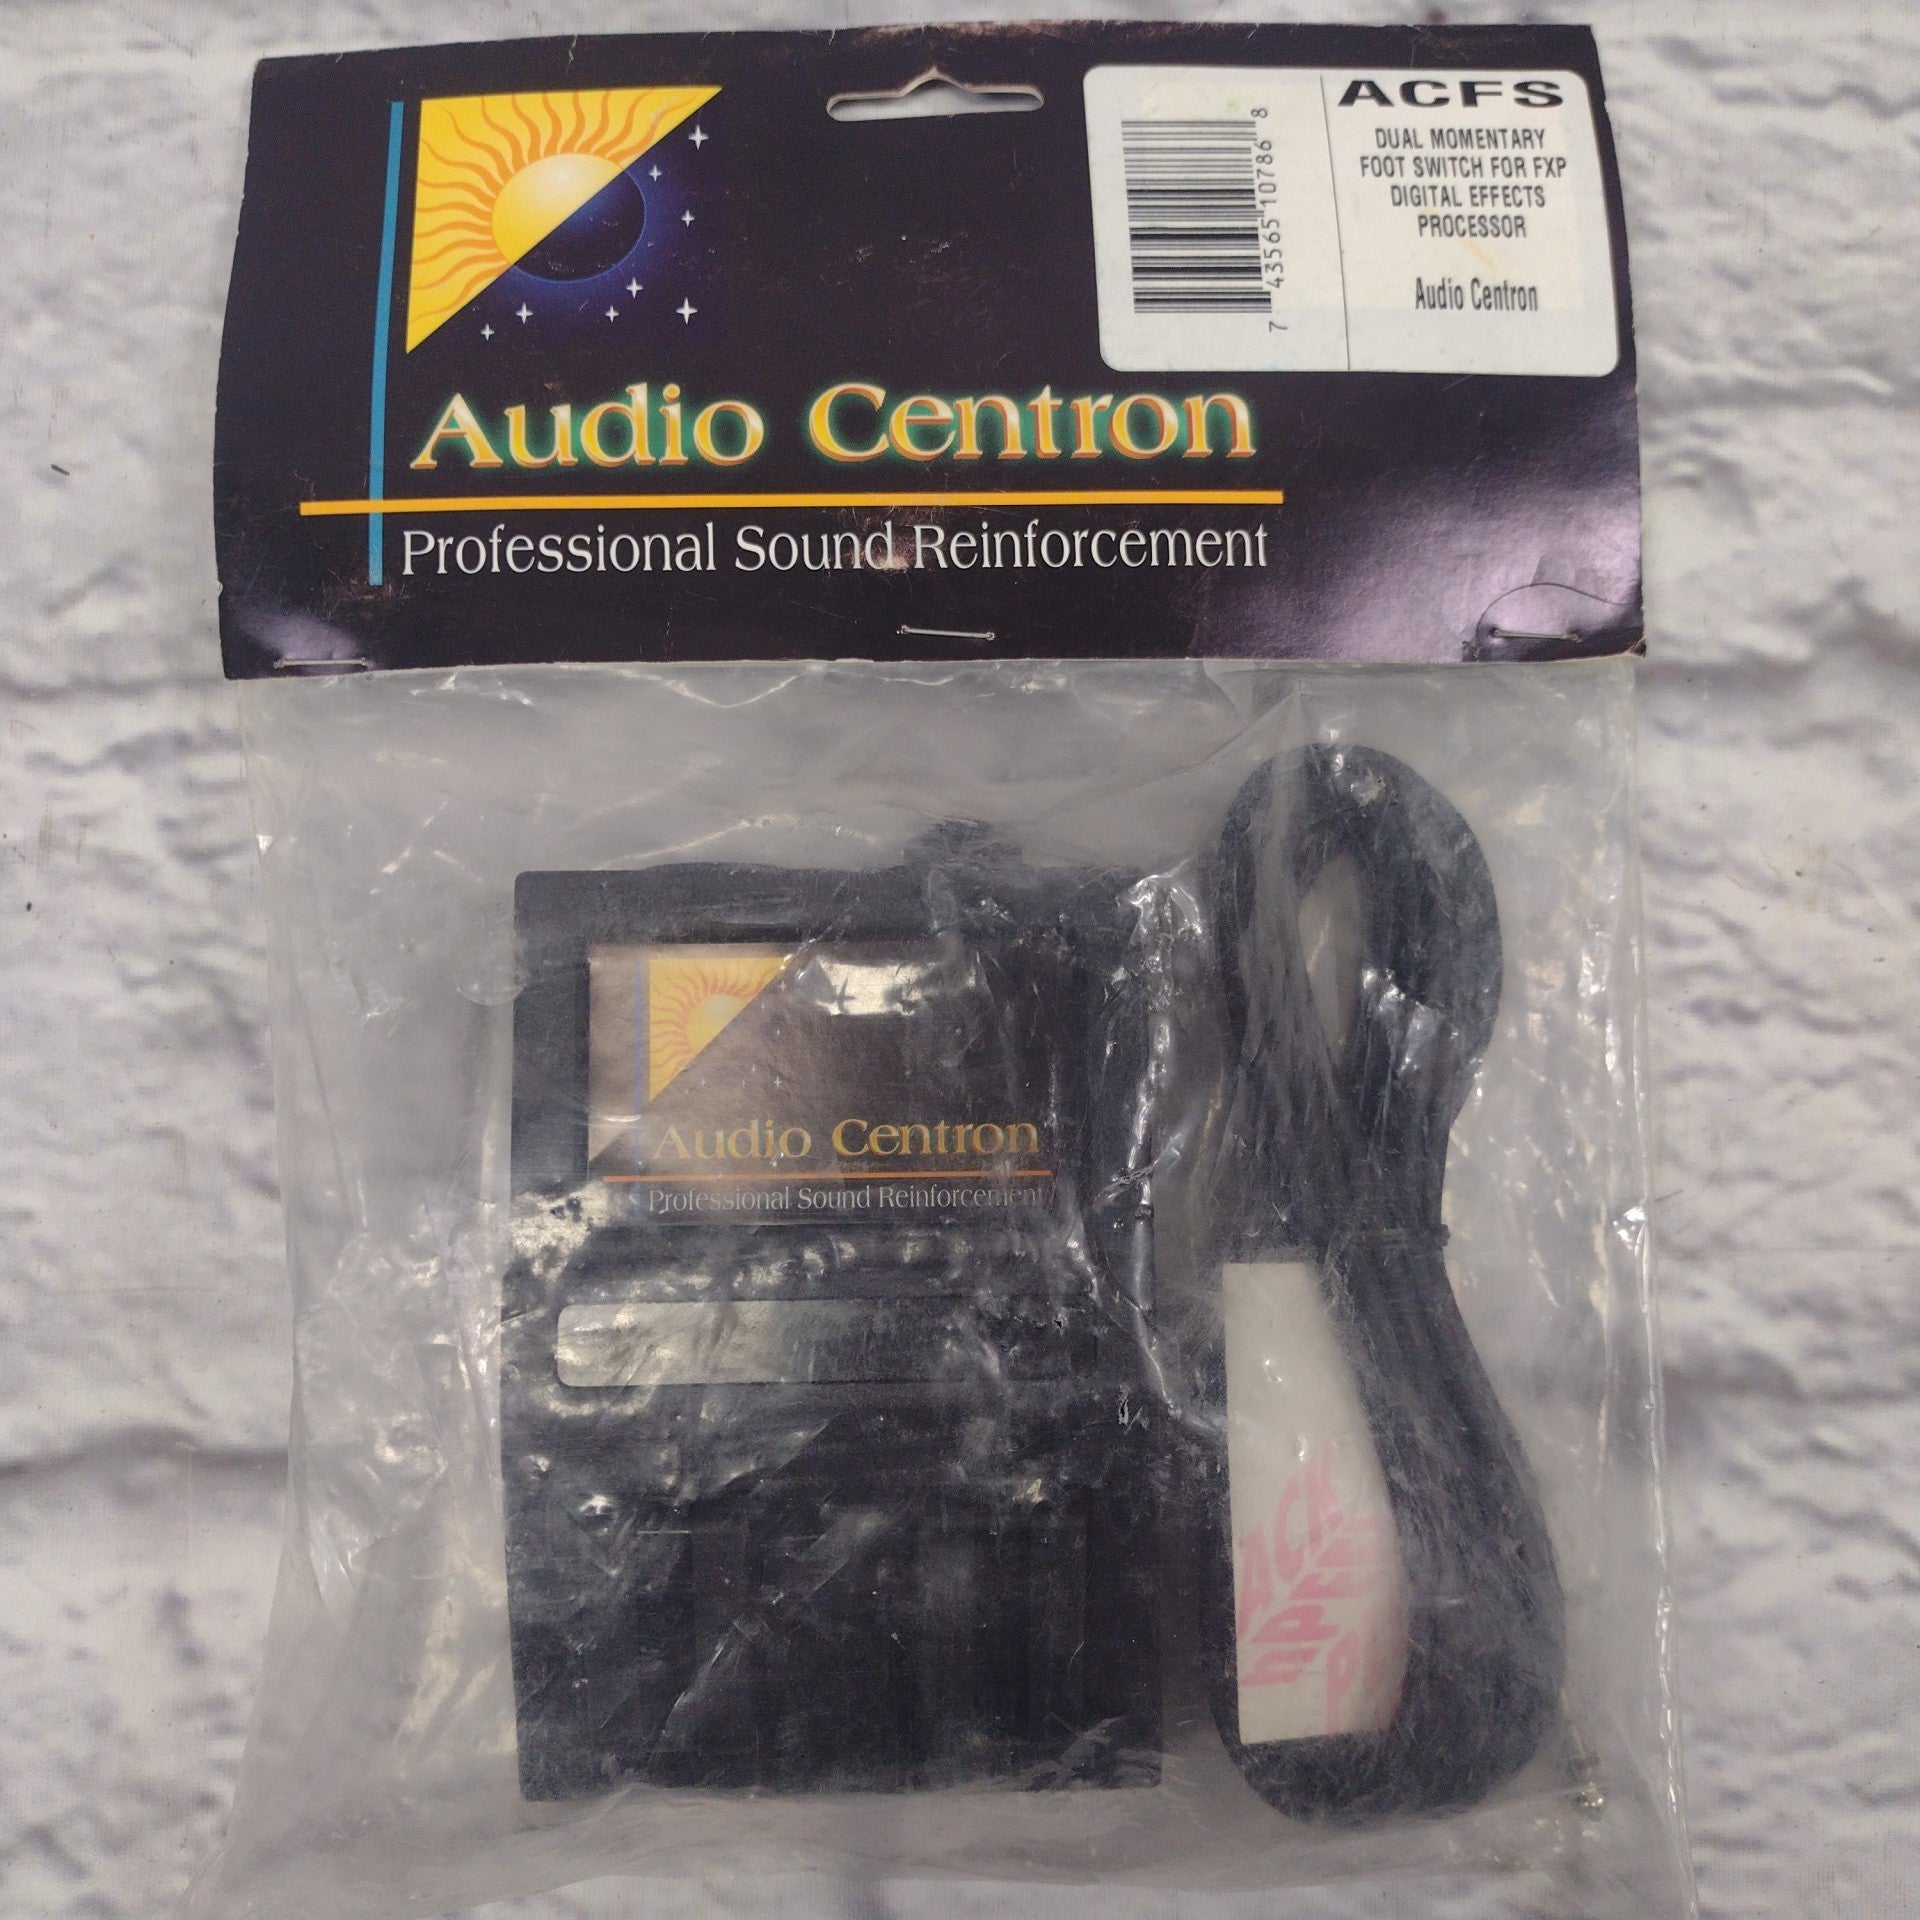 ACFS
DUAL MOMENTARY
FOOT SWITCH FOR FXP
DIGITAL EFFECTS
PROCESSOR
Audio Centron
7 43565 10786 8
Audio Centron
Professional Sound Reinforcement
Audio Centron
Professional Sound Reinforcement